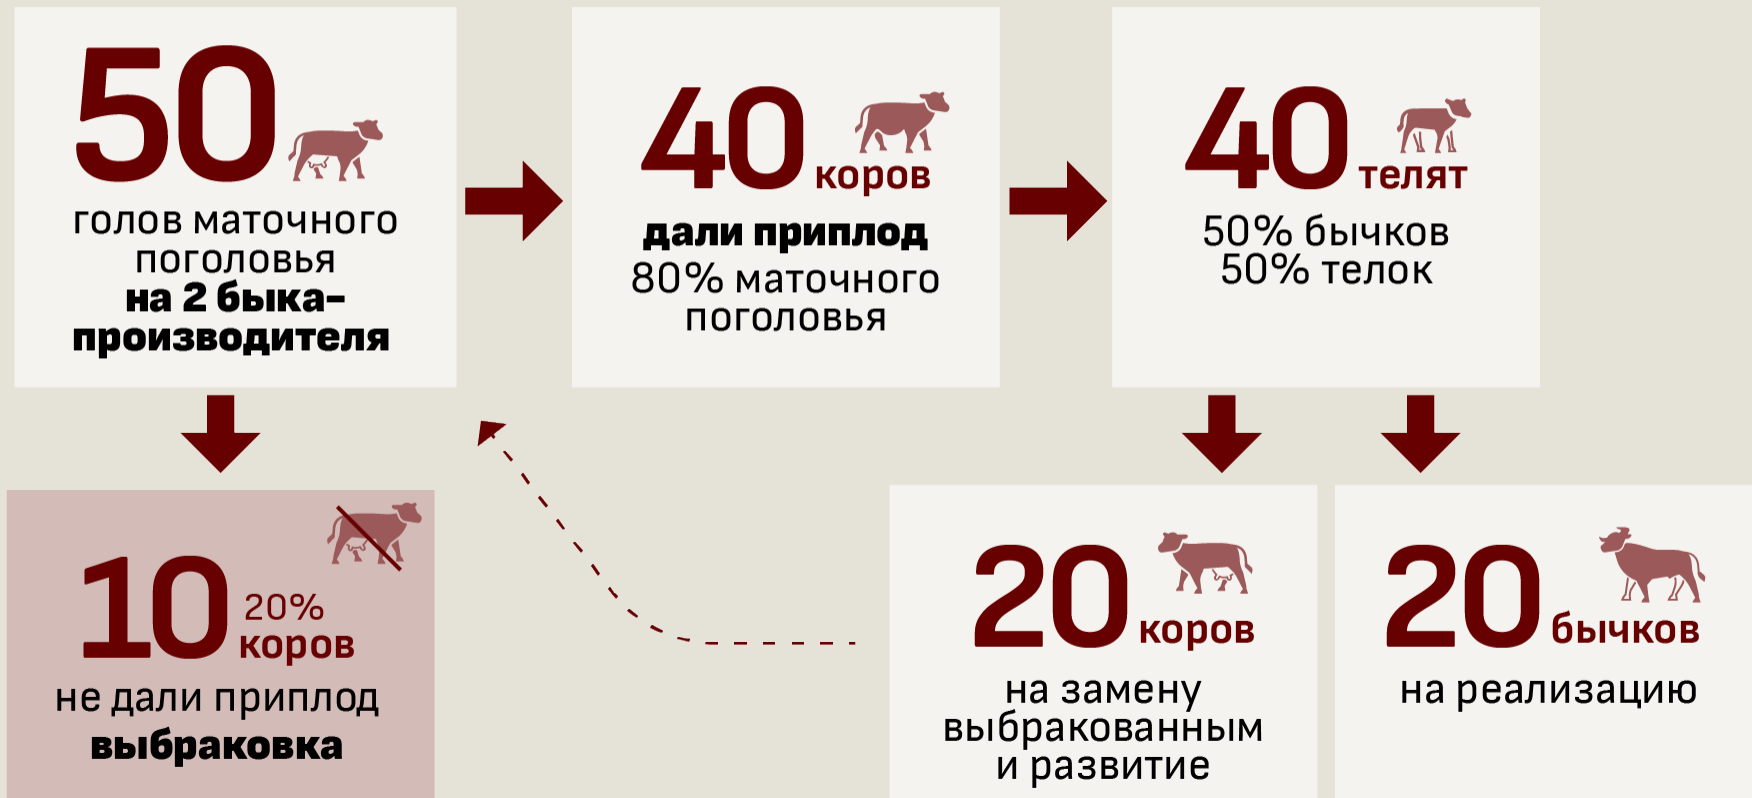 50
голов маточного
поголовья
на 2 быка-
производителя
40 коров
дали приплод
80% маточного
поголовья
40 телят
50% бычков
50% телок
10 20%
коров
не дали приплод
выбраковка
20 коров
на замену
выбракованным
и развитие
20 бычков
на реализацию